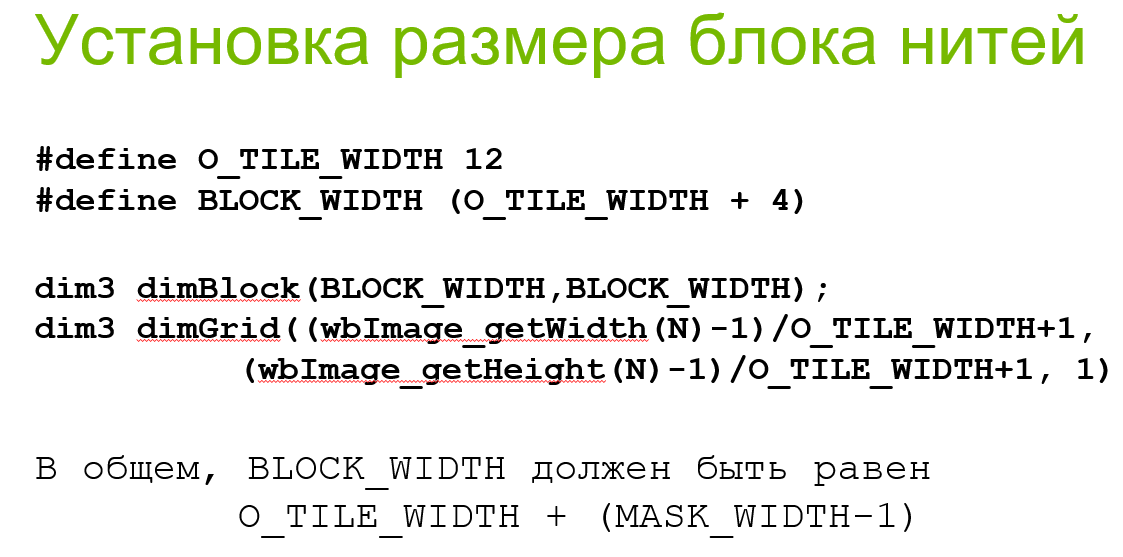 Установка размера блока нитей
#define O_TILE_WIDTH 12
#define BLOCK_WIDTH (O_TILE_WIDTH + 4)
dim3 dimBlock(BLOCK_WIDTH,BLOCK_WIDTH);
dim3 dimGrid((wbImage_getWidth(N)-1)/O_TILE_WIDTH+1,
(wbImage_getHeight(N)-1)/O_TILE_WIDTH+1, 1)
В общем, BLOCK_WIDTH должен быть равен
O_TILE_WIDTH + (MASK_WIDTH-1)